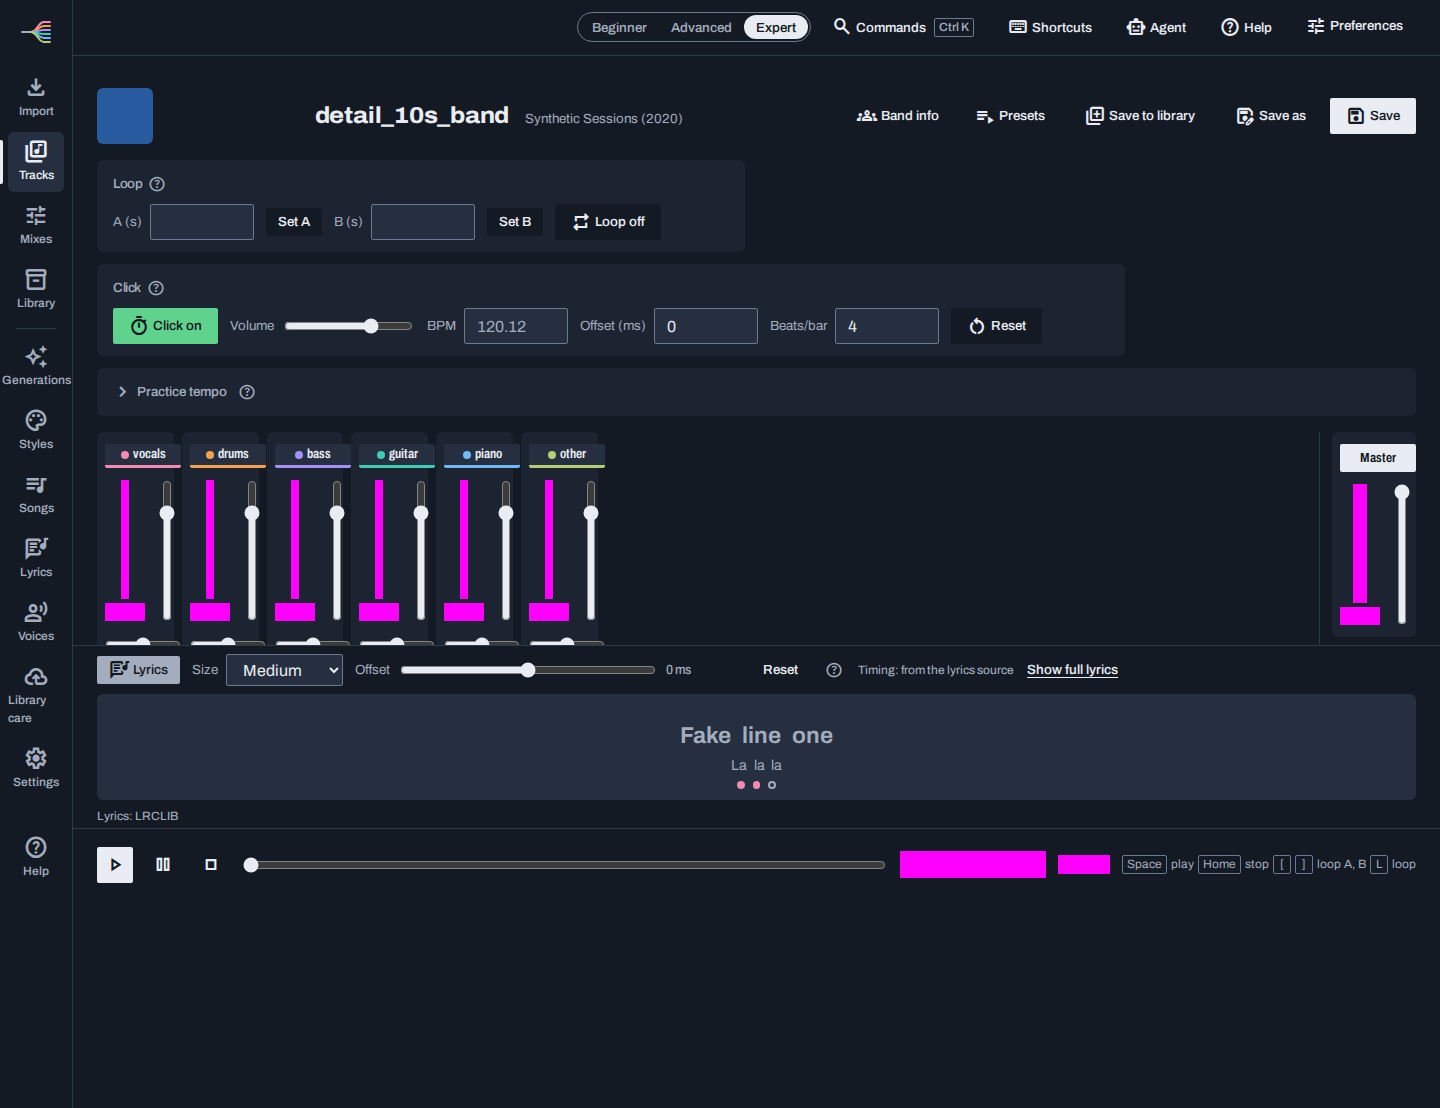 Beginner Advanced Expert Commands Ctrl K Shortcuts Agent Help Preferences
Import
Tracks
Mixes
Library
Generations
Styles
Songs
Lyrics
Voices
Library
care
Settings
Help
detail_10s_band Synthetic Sessions (2020) Band info Presets Save to library Save as Save
Loop
A (s) Set A B (s) Set B Loop off
Click
Click on Volume BPM 120.12 Offset (ms) 0 Beats/bar 4 Reset
Practice tempo
vocals drums bass guitar piano other Master
Lyrics Size Medium Offset 0 ms Reset Timing: from the lyrics source Show full lyrics
Fake line one
La la la
Lyrics: LRCLIB
Space play Home stop [ ] loop A, B L loop